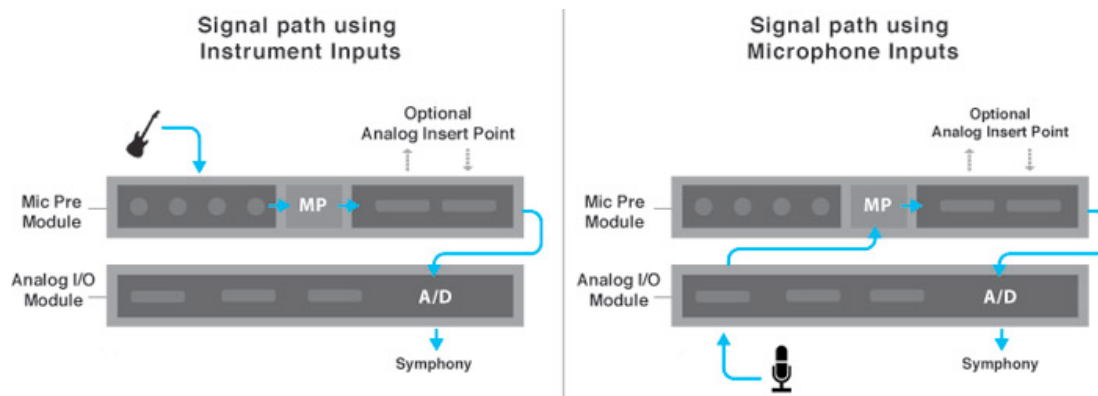 Signal path using
Instrument Inputs
Optional
Analog Insert Point
Mic Pre
Module
MP
Analog I/O
Module
A/D
Symphony
Signal path using
Microphone Inputs
Optional
Analog Insert Point
Mic Pre
Module
MP
Analog I/O
Module
A/D
Symphony